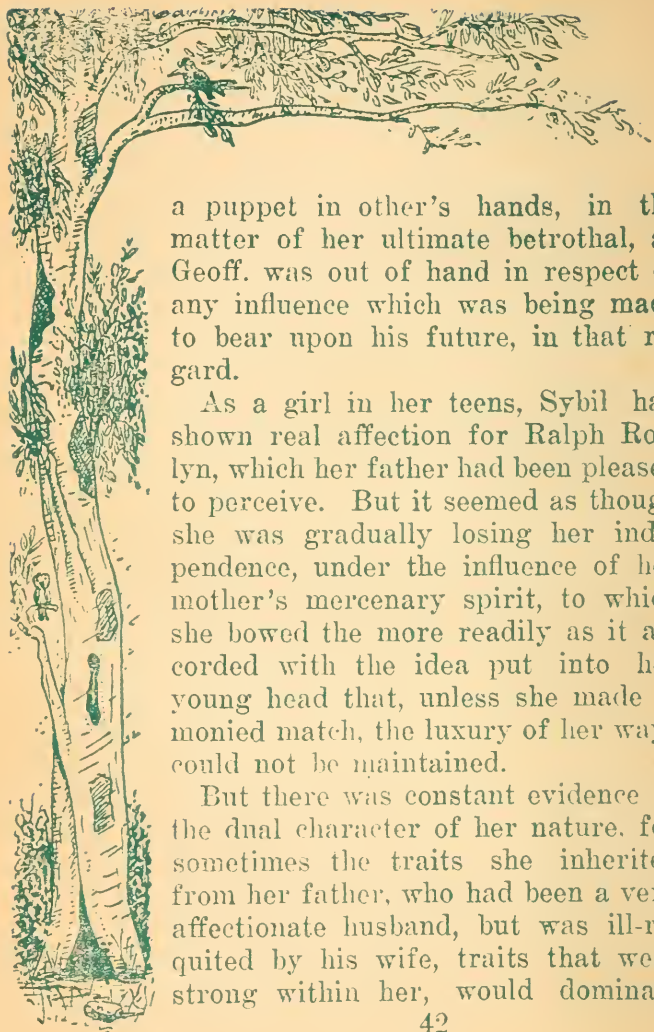 a puppet in other's hands, in t
matter of her ultimate betrothal, a
Geoff. was out of hand in respect
any influence which was being ma
to bear upon his future, in that r
gard.
As a girl in her teens, Sybil ha
shown real affection for Ralph Ro
lyn, which her father had been please
to perceive. But it seemed as thoug
she was gradually losing her ind
pendence, under the influence of h
mother's mercenary spirit, to whi
she bowed the more readily as it a
corded with the idea put into h
young head that, unless she made
monied match, the luxury of her way
could not be maintained.
But there was constant evidence
the dual character of her nature, f
sometimes the traits she inherite
from her father, who had been a ve
affectionate husband, but was ill-r
quited by his wife, traits that we
strong within her, would domina
42